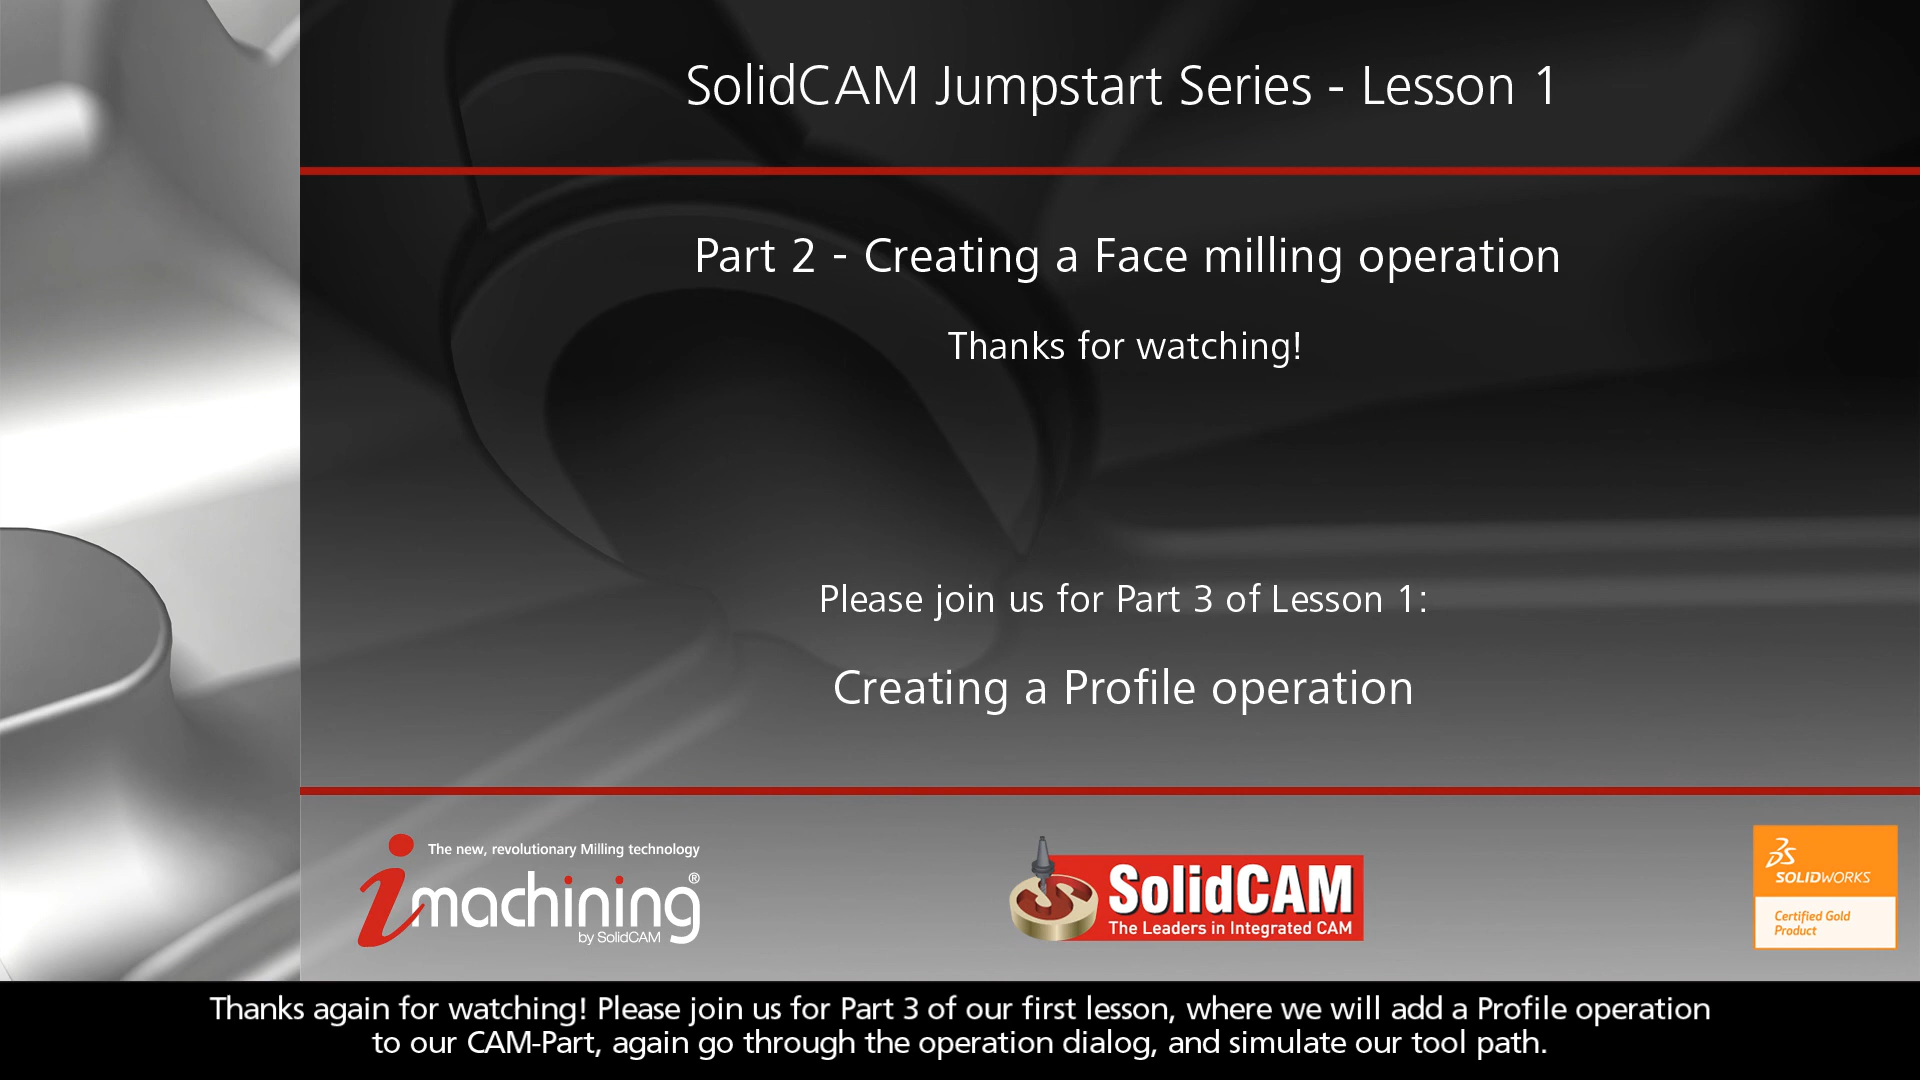 SolidCAM Jumpstart Series - Lesson 1
Part 2 - Creating a Face milling operation
Thanks for watching!
Please join us for Part 3 of Lesson 1:
Creating a Profile operation
The new, revolutionary Milling technology
imachining®
by SolidCAM
SolidCAM
The Leaders in Integrated CAM
3DS
SOLIDWORKS
Certified Gold
Product
Thanks again for watching! Please join us for Part 3 of our first lesson, where we will add a Profile operation
to our CAM-Part, again go through the operation dialog, and simulate our tool path.